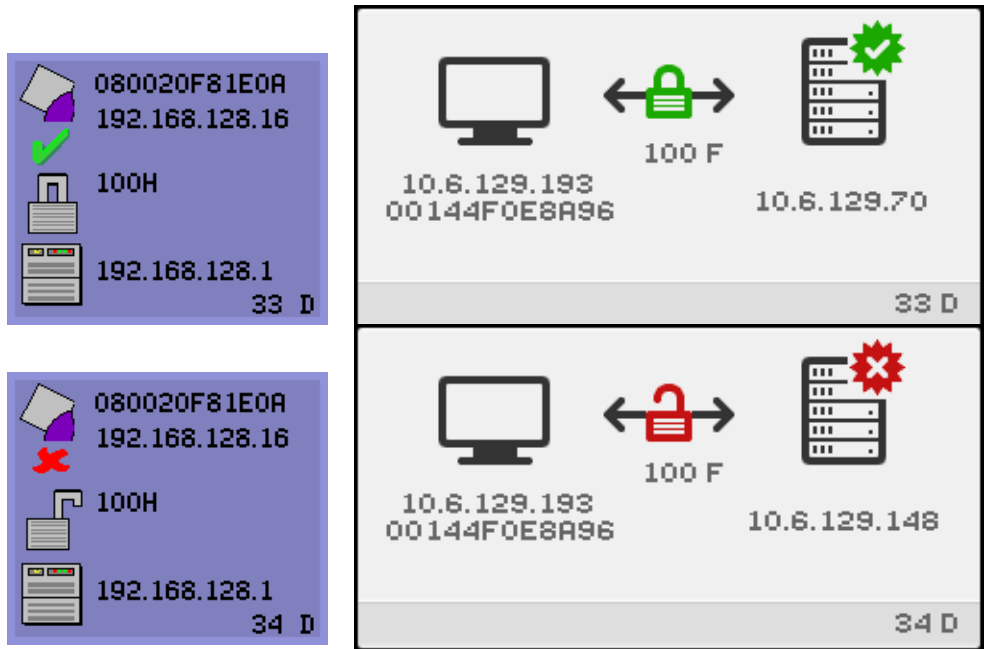 080020F81E0A
192.168.128.16
100H
192.168.128.1
33 D
100 F
10.6.129.193
00144F0E8A96
10.6.129.70
33 D
080020F81E0A
192.168.128.16
100H
192.168.128.1
34 D
100 F
10.6.129.193
00144F0E8A96
10.6.129.148
34 D